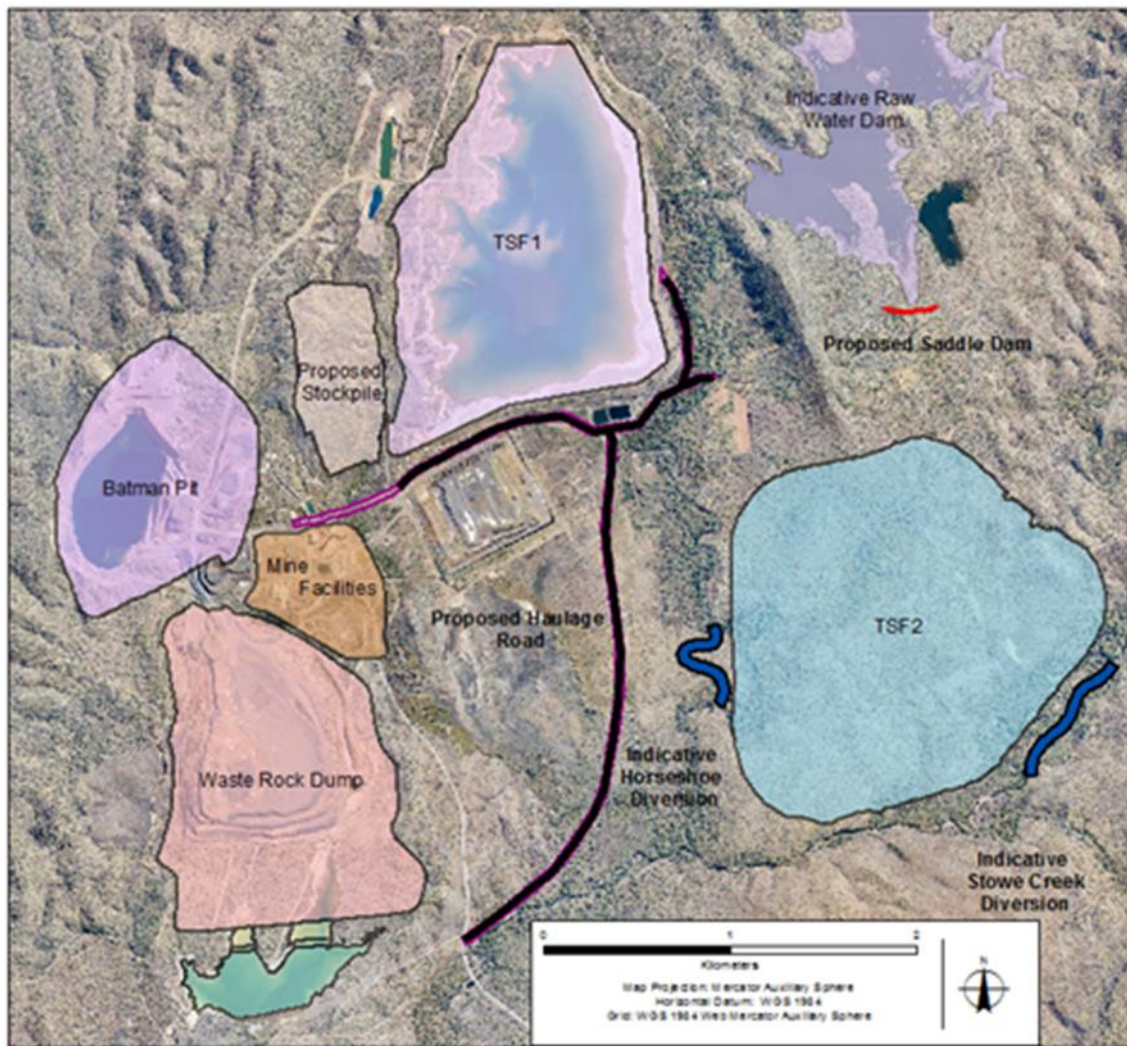 Indicative Raw
Water Dam
TSF1
Proposed Saddle Dam
Proposed
Stockpile
Batman Pit
Mine
Facilities
Proposed Haulage
Road
TSF2
Waste Rock Dump
Indicative
Horseshoe
Diversion
Indicative
Stowe Creek
Diversion
0 1 2
Kilometers
N
Map Projection: Mercator Auxiliary Sphere
Horizontal Datum: WGS 1984
Grid: WGS 1984 Web Mercator Auxiliary Sphere